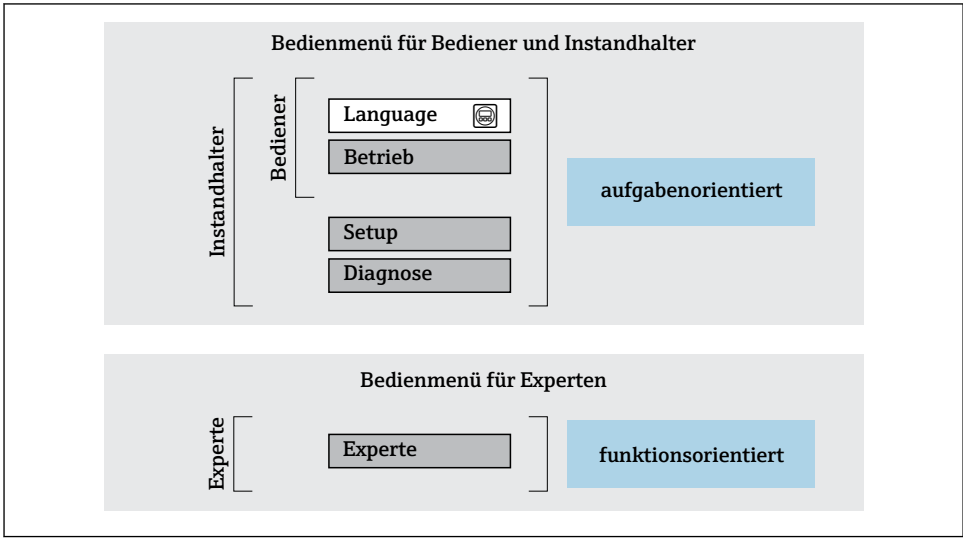 Bedienmenü für Bediener und Instandhalter
Instandhalter
Bediener
Language
Betrieb
Setup
Diagnose
aufgabenorientiert
Bedienmenü für Experten
Experte
Experte
funktionsorientiert